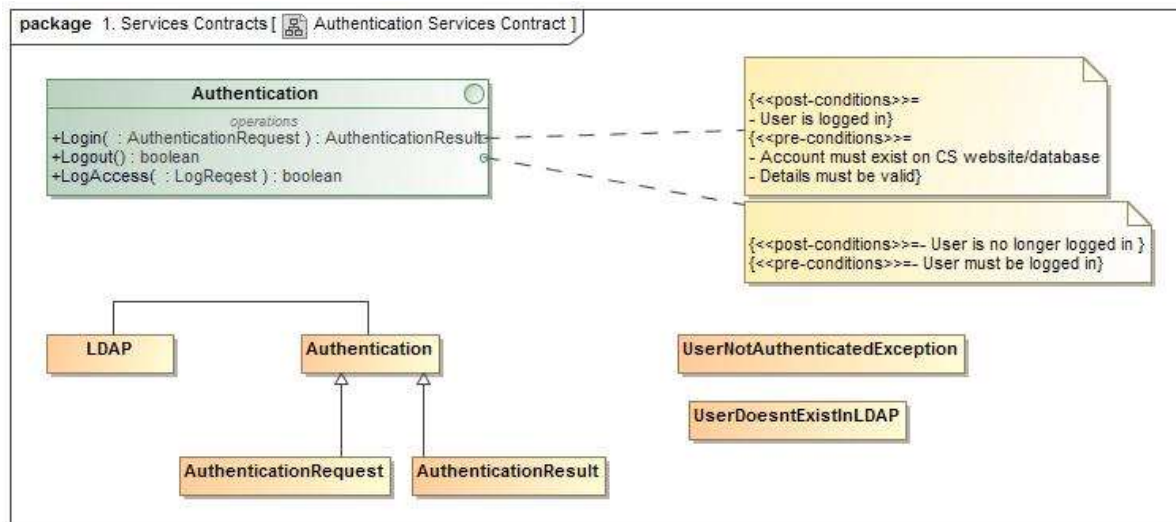 package 1. Services Contracts [ Authentication Services Contract ]
Authentication
operations
+Login( : AuthenticationRequest ) : AuthenticationResult
+Logout() : boolean
+LogAccess( : LogReqest ) : boolean
{<<post-conditions>>=
- User is logged in}
{<<pre-conditions>>=
- Account must exist on CS website/database
- Details must be valid}
{<<post-conditions>>=- User is no longer logged in }
{<<pre-conditions>>=- User must be logged in}
LDAP
Authentication
UserNotAuthenticatedException
UserDoesntExistInLDAP
AuthenticationRequest
AuthenticationResult